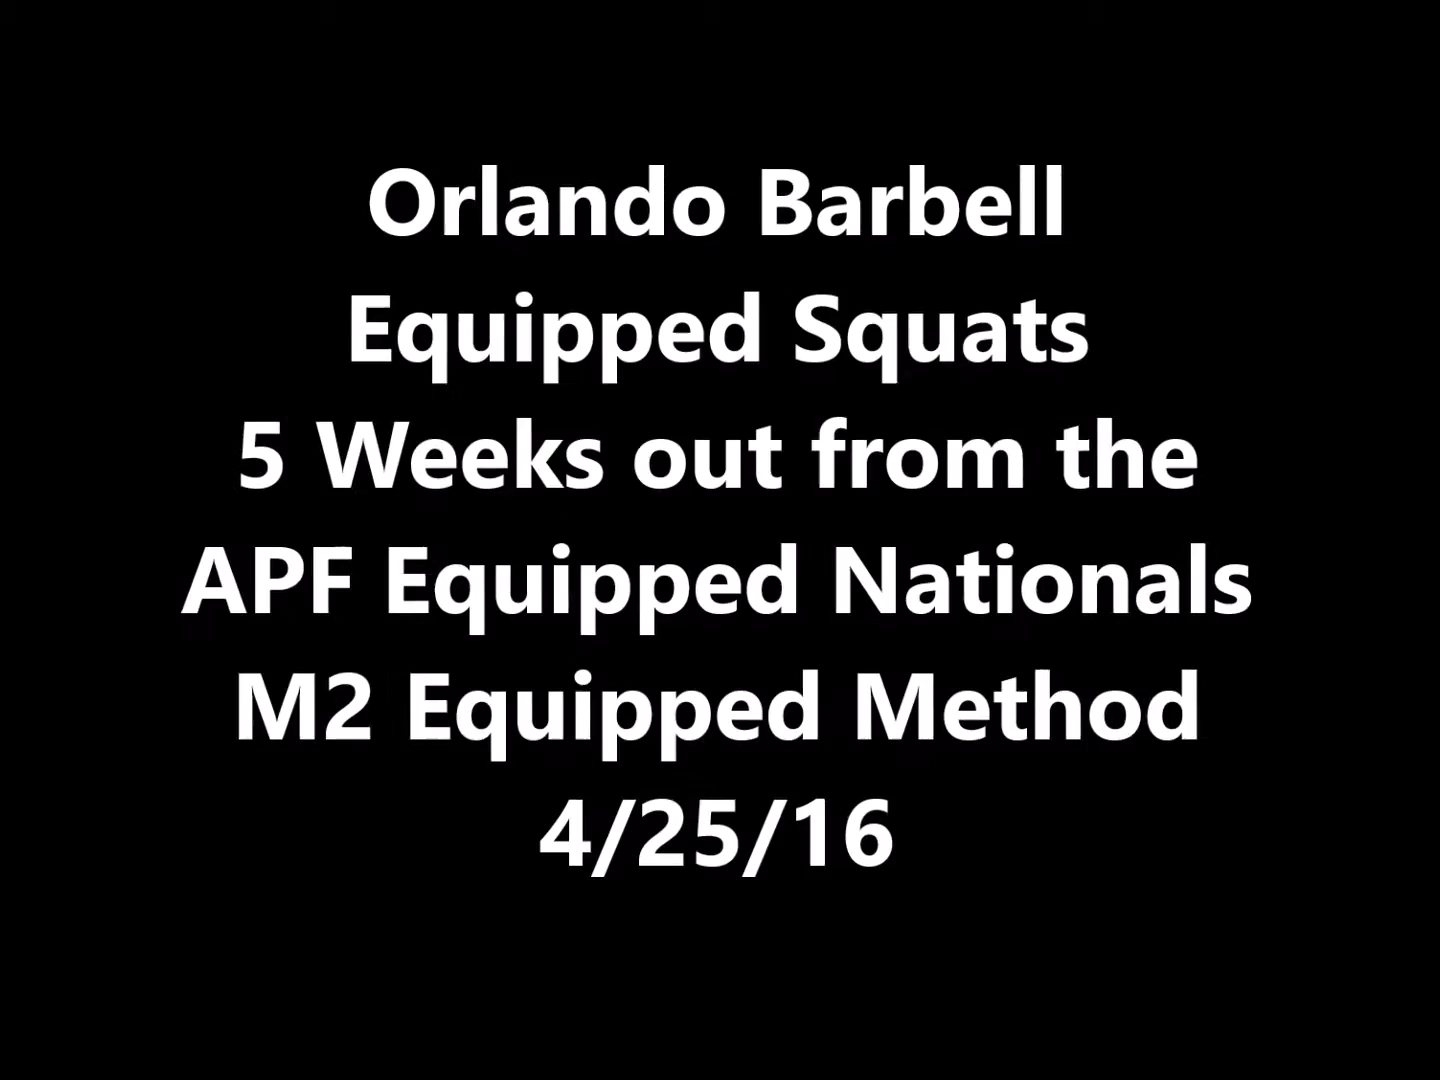 Orlando Barbell
Equipped Squats
5 Weeks out from the
APF Equipped Nationals
M2 Equipped Method
4/25/16